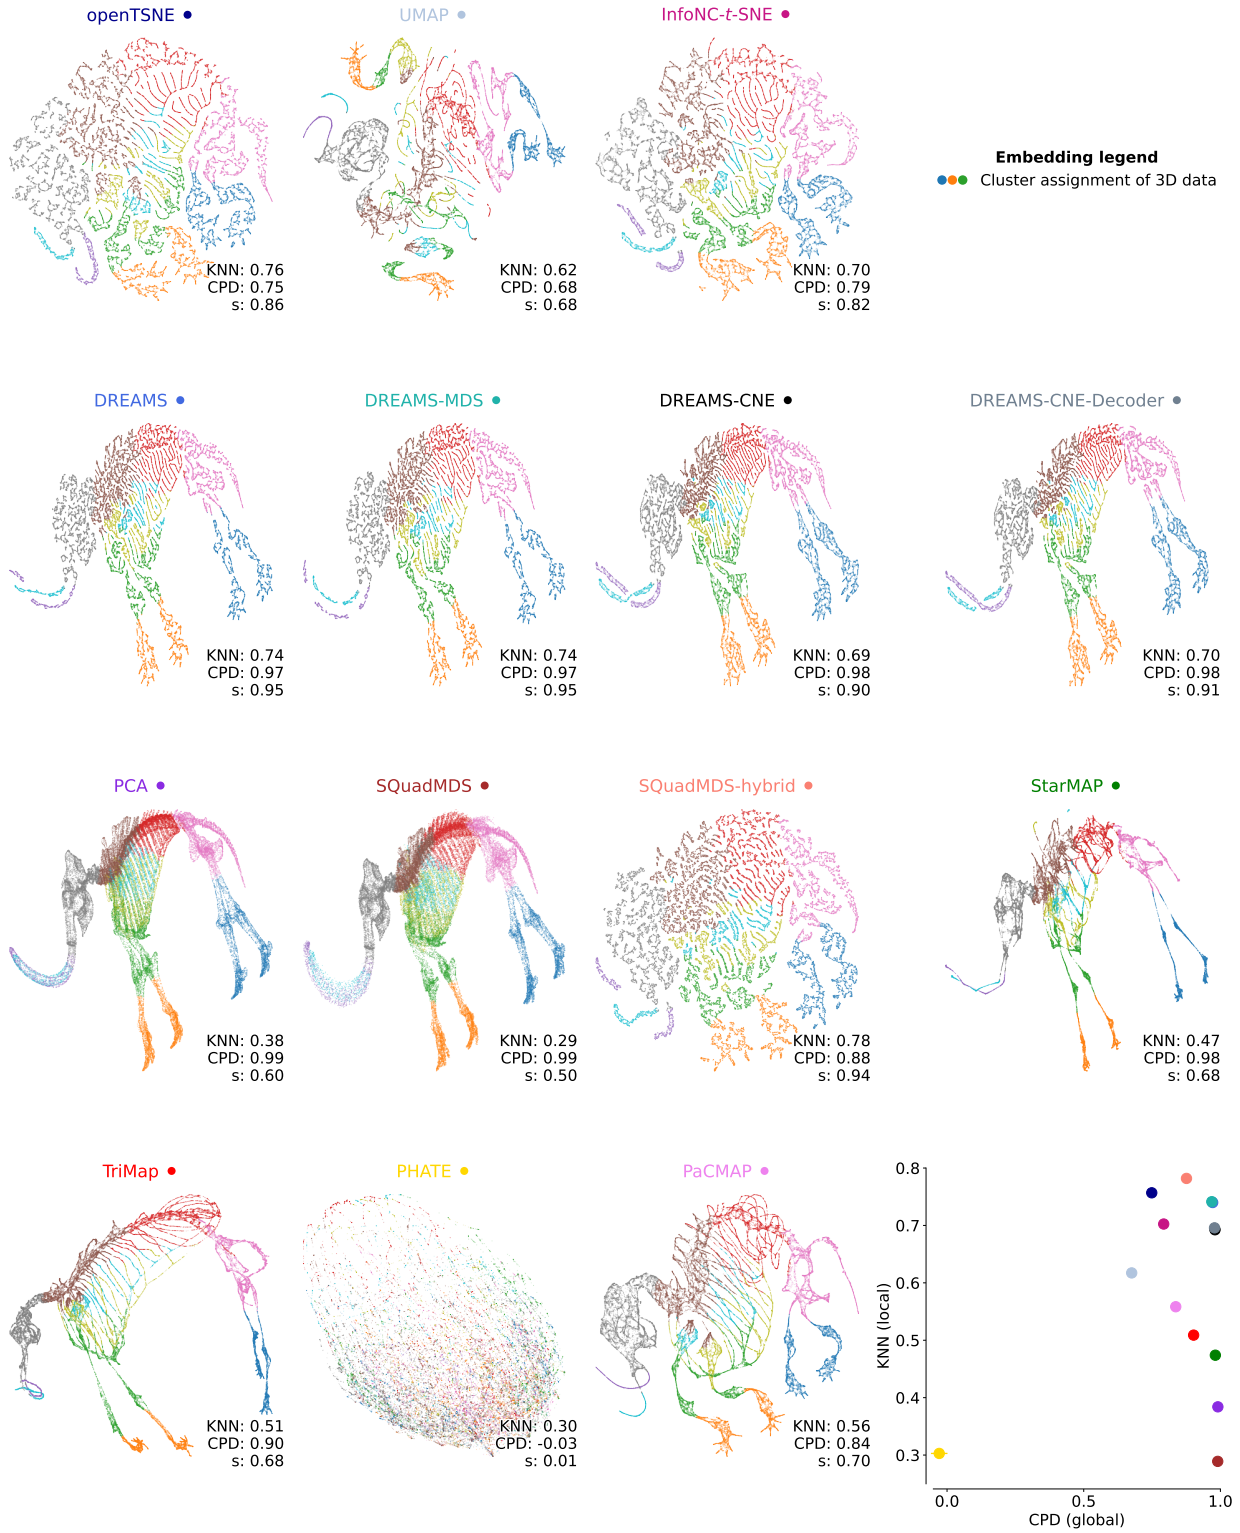 openTSNE
UMAP
InfoNC-t-SNE
KNN: 0.76
CPD: 0.75
s: 0.86
KNN: 0.62
CPD: 0.68
s: 0.68
KNN: 0.70
CPD: 0.79
s: 0.82
Embedding legend
Cluster assignment of 3D data
DREAMS
DREAMS-MDS
DREAMS-CNE
DREAMS-CNE-Decoder
KNN: 0.74
CPD: 0.97
s: 0.95
KNN: 0.74
CPD: 0.97
s: 0.95
KNN: 0.69
CPD: 0.98
s: 0.90
KNN: 0.70
CPD: 0.98
s: 0.91
PCA
SQuadMDS
SQuadMDS-hybrid
StarMAP
KNN: 0.38
CPD: 0.99
s: 0.60
KNN: 0.29
CPD: 0.99
s: 0.50
KNN: 0.78
CPD: 0.88
s: 0.94
KNN: 0.47
CPD: 0.98
s: 0.68
TriMap
PHATE
PaCMAP
KNN: 0.51
CPD: 0.90
s: 0.68
KNN: 0.30
CPD: -0.03
s: 0.01
KNN: 0.56
CPD: 0.84
s: 0.70
KNN (local)
0.8
0.7
0.6
0.5
0.4
0.3
0.0
0.5
1.0
CPD (global)